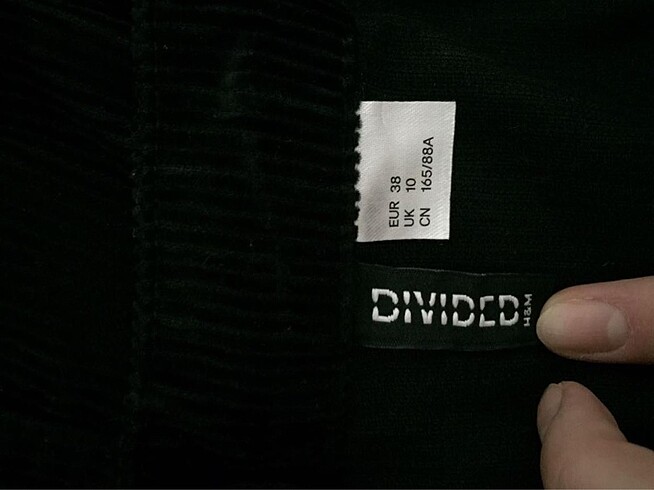 EUR 38
UK 10
CN 165/88A
DIVIDED
H&M